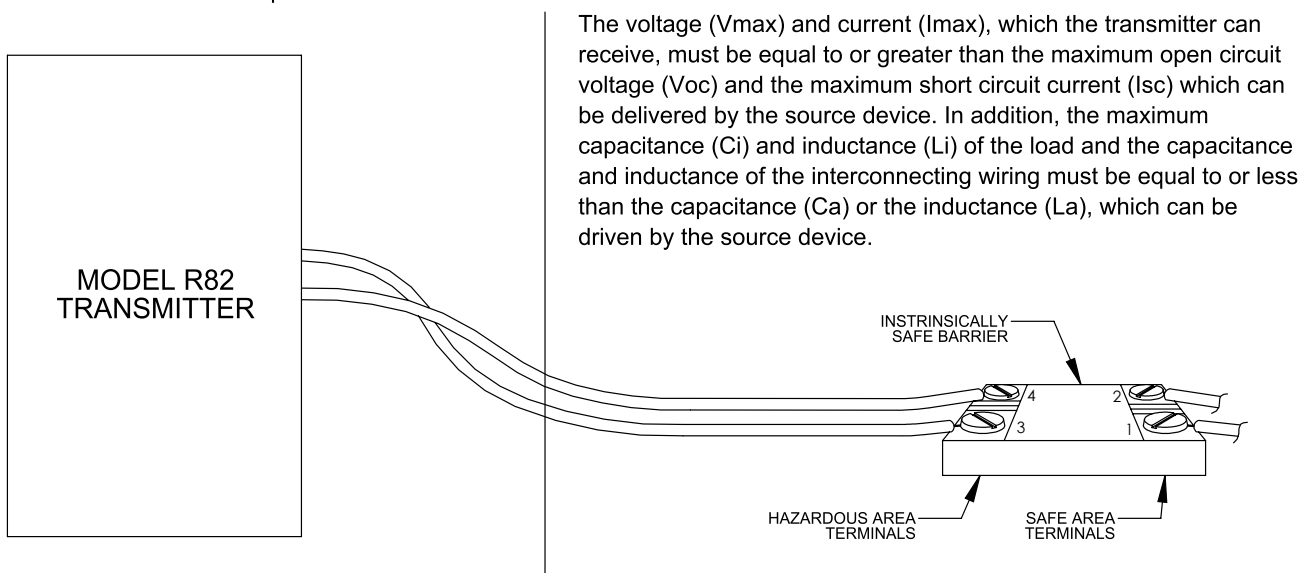 The voltage (Vmax) and current (Imax), which the transmitter can
receive, must be equal to or greater than the maximum open circuit
voltage (Voc) and the maximum short circuit current (Isc) which can
be delivered by the source device. In addition, the maximum
capacitance (Ci) and inductance (Li) of the load and the capacitance
and inductance of the interconnecting wiring must be equal to or less
than the capacitance (Ca) or the inductance (La), which can be
driven by the source device.
MODEL R82
TRANSMITTER
INSTRINSICALLY
SAFE BARRIER
4
2
3
1
HAZARDOUS AREA
TERMINALS
SAFE AREA
TERMINALS